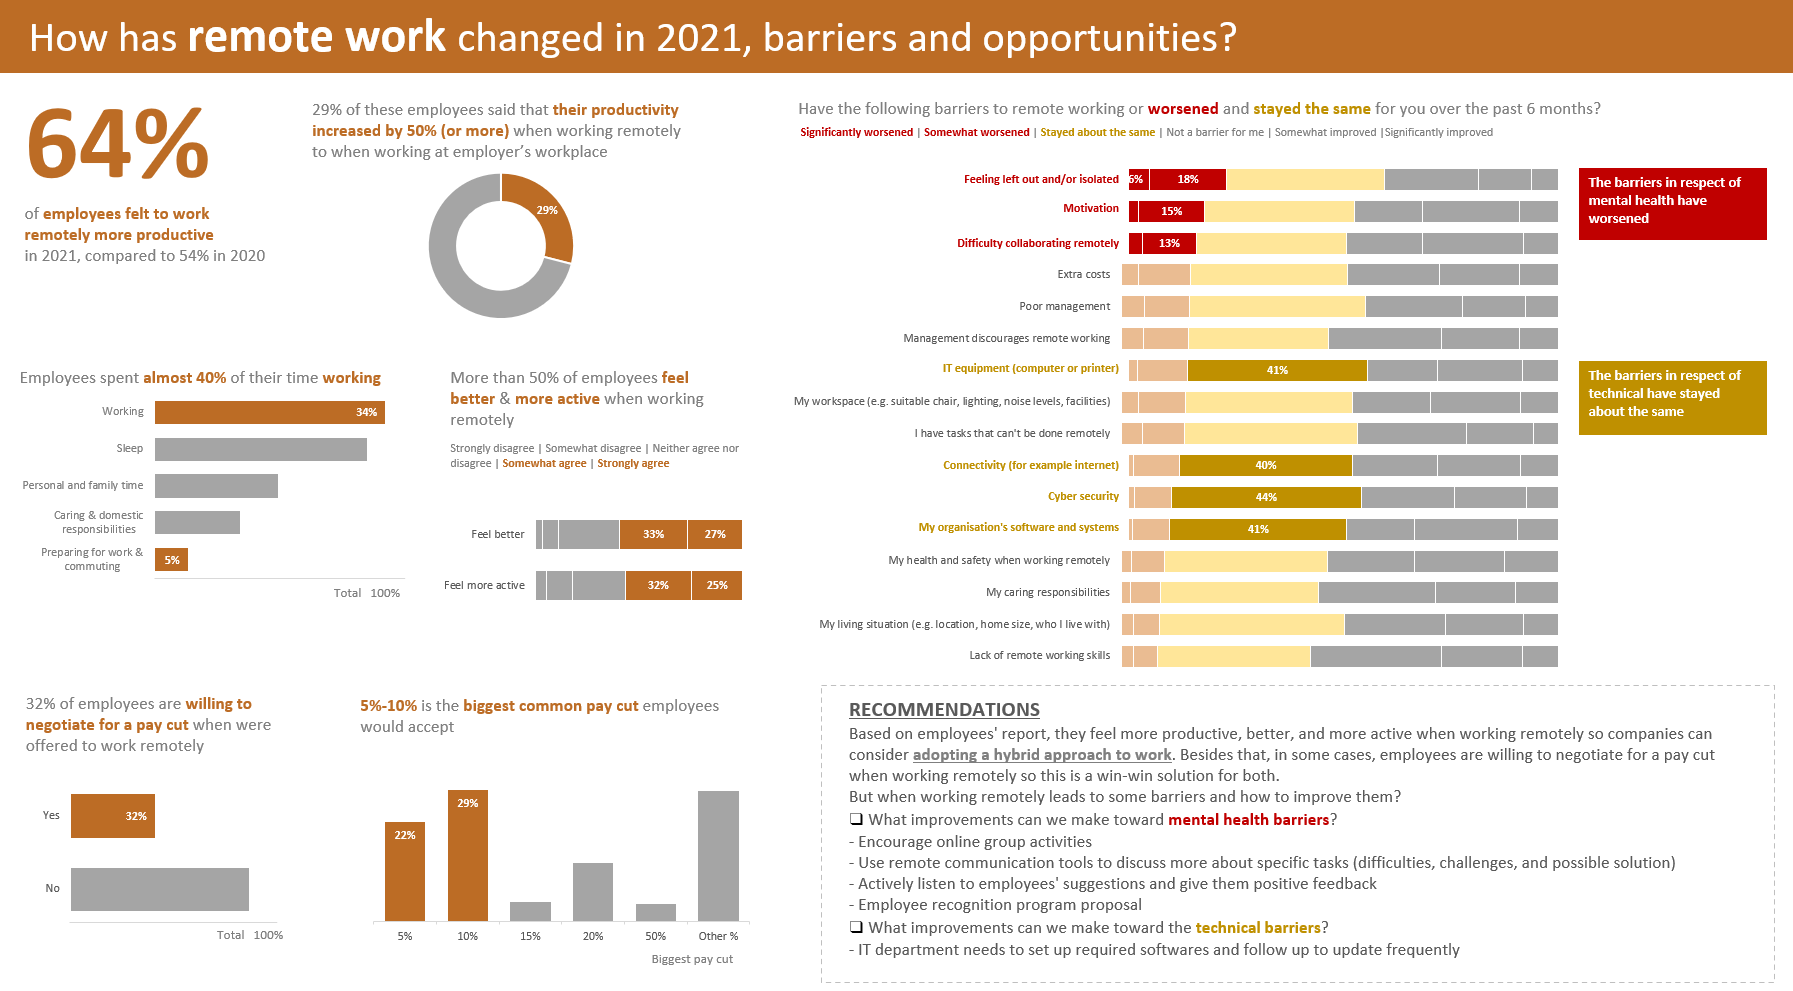 How has remote work changed in 2021, barriers and opportunities?
64%
of employees felt to work
remotely more productive
in 2021, compared to 54% in 2020
29% of these employees said that their productivity
increased by 50% (or more) when working remotely
to when working at employer's workplace
29%
Employees spent almost 40% of their time working
Working
34%
Sleep
Personal and family time
Caring & domestic
responsibilities
Preparing for work &
commuting
5%
Total 100%
More than 50% of employees feel
better & more active when working
remotely
Strongly disagree | Somewhat disagree | Neither agree nor
disagree | Somewhat agree | Strongly agree
Feel better
33%
27%
Feel more active
32%
25%
32% of employees are willing to
negotiate for a pay cut when were
offered to work remotely
Yes
32%
No
Total 100%
5%-10% is the biggest common pay cut employees
would accept
22%
29%
5%
10%
15%
20%
50%
Other %
Biggest pay cut
Have the following barriers to remote working or worsened and stayed the same for you over the past 6 months?
Significantly worsened | Somewhat worsened | Stayed about the same | Not a barrier for me | Somewhat improved |Significantly improved
Feeling left out and/or isolated
6%
18%
Motivation
15%
Difficulty collaborating remotely
13%
Extra costs
Poor management
Management discourages remote working
IT equipment (computer or printer)
41%
My workspace (e.g. suitable chair, lighting, noise levels, facilities)
I have tasks that can't be done remotely
Connectivity (for example internet)
40%
Cyber security
44%
My organisation's software and systems
41%
My health and safety when working remotely
My caring responsibilities
My living situation (e.g. location, home size, who I live with)
Lack of remote working skills
The barriers in respect of
mental health have
worsened
The barriers in respect of
technical have stayed
about the same
RECOMMENDATIONS
Based on employees' report, they feel more productive, better, and more active when working remotely so companies can
consider adopting a hybrid approach to work. Besides that, in some cases, employees are willing to negotiate for a pay cut
when working remotely so this is a win-win solution for both.
But when working remotely leads to some barriers and how to improve them?
❑ What improvements can we make toward mental health barriers?
- Encourage online group activities
- Use remote communication tools to discuss more about specific tasks (difficulties, challenges, and possible solution)
- Actively listen to employees' suggestions and give them positive feedback
- Employee recognition program proposal
❑ What improvements can we make toward the technical barriers?
- IT department needs to set up required softwares and follow up to update frequently